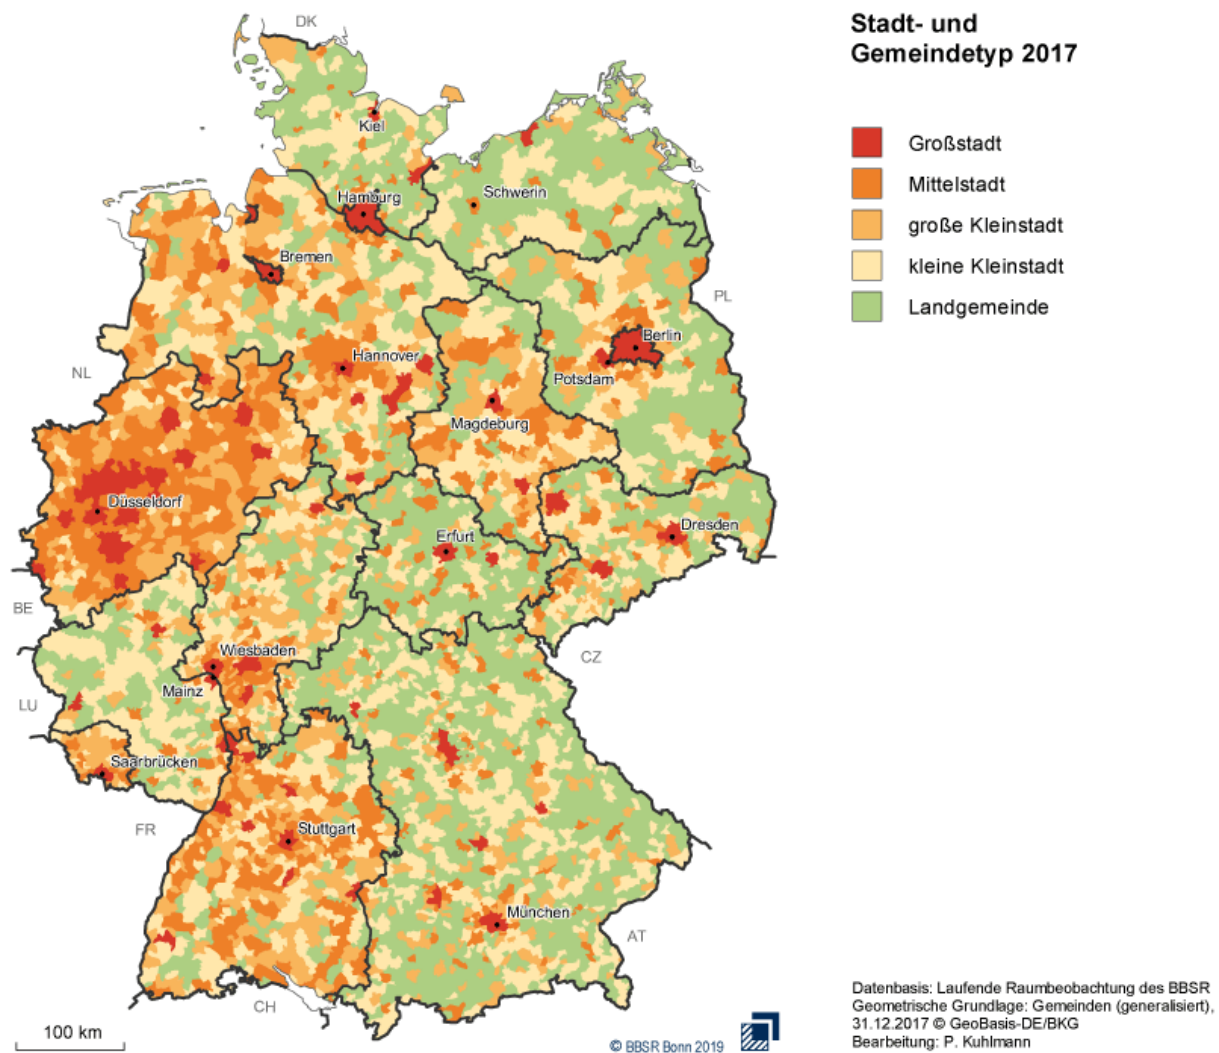 Stadt- und
Gemeindetyp 2017
Großstadt
Mittelstadt
große Kleinstadt
kleine Kleinstadt
Landgemeinde
DK
Kiel
Hamburg
Schwerin
Bremen
PL
Berlin
Hannover
NL
Potsdam
Magdeburg
Düsseldorf
Dresden
Erfurt
BE
Wiesbaden
CZ
Mainz
LU
Saarbrücken
FR
Stuttgart
München
AT
CH
100 km
© BBSR Bonn 2019
Datenbasis: Laufende Raumbeobachtung des BBSR
Geometrische Grundlage: Gemeinden (generalisiert),
31.12.2017 © GeoBasis-DE/BKG
Bearbeitung: P. Kuhlmann